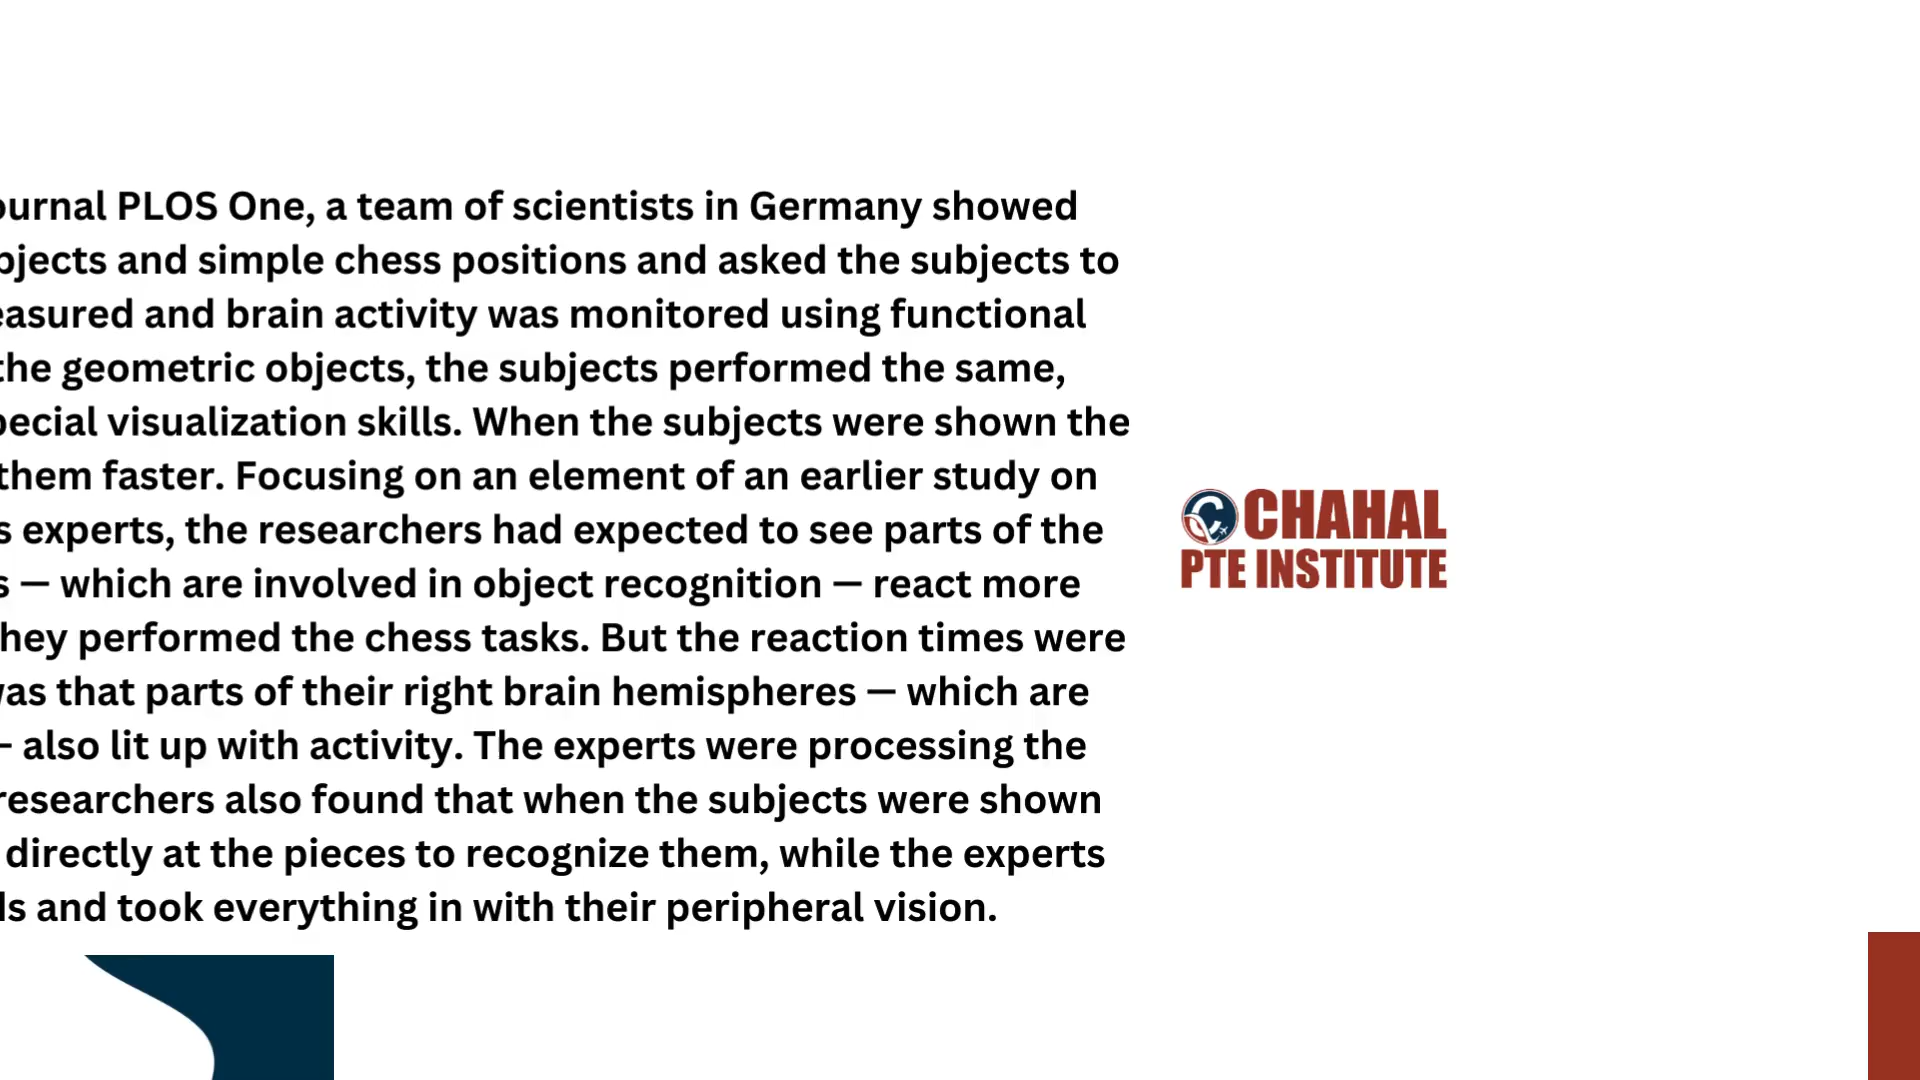 journal PLOS One, a team of scientists in Germany showed
objects and simple chess positions and asked the subjects to
measured and brain activity was monitored using functional
the geometric objects, the subjects performed the same,
special visualization skills. When the subjects were shown the
them faster. Focusing on an element of an earlier study on
experts, the researchers had expected to see parts of the
— which are involved in object recognition — react more
they performed the chess tasks. But the reaction times were
was that parts of their right brain hemispheres — which are
— also lit up with activity. The experts were processing the
researchers also found that when the subjects were shown
directly at the pieces to recognize them, while the experts
and took everything in with their peripheral vision.
CHAHAL
PTE INSTITUTE